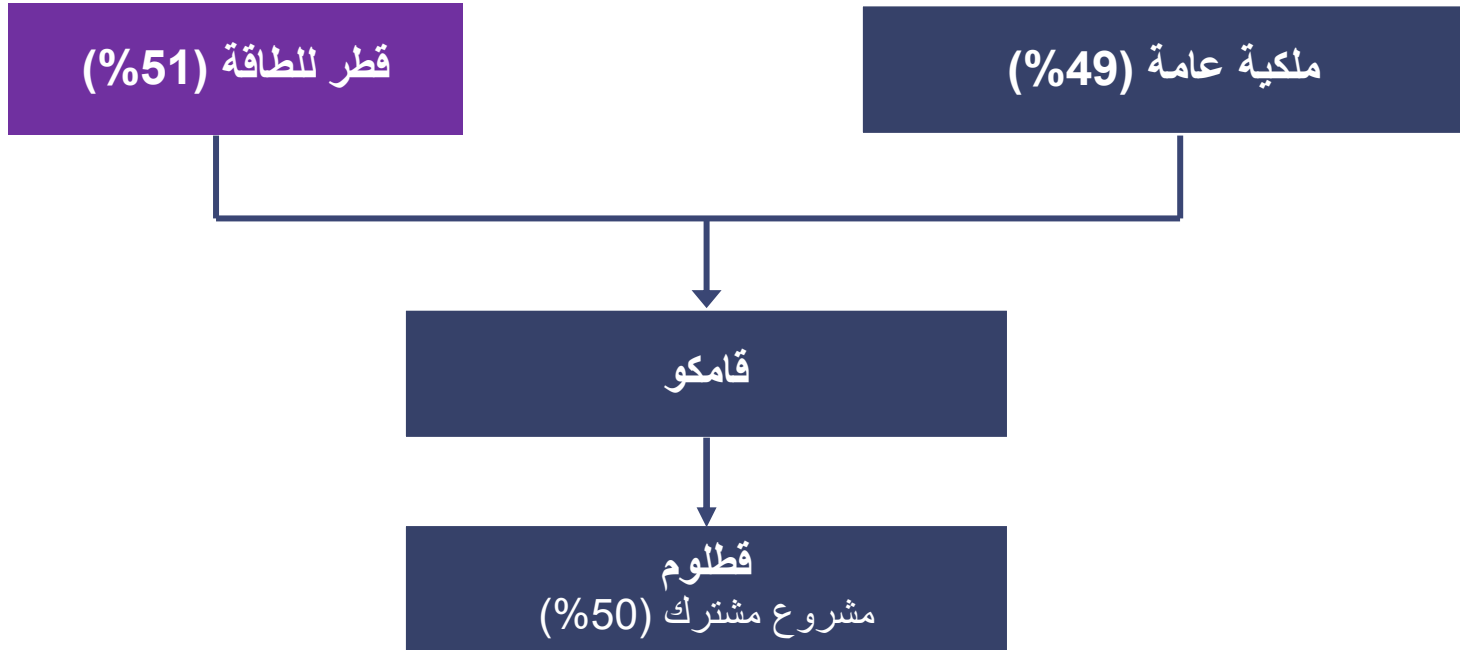 ملكية عامة (49%)
قطر للطاقة (51%)
قامكو
قطلوم
مشروع مشترك (50%)